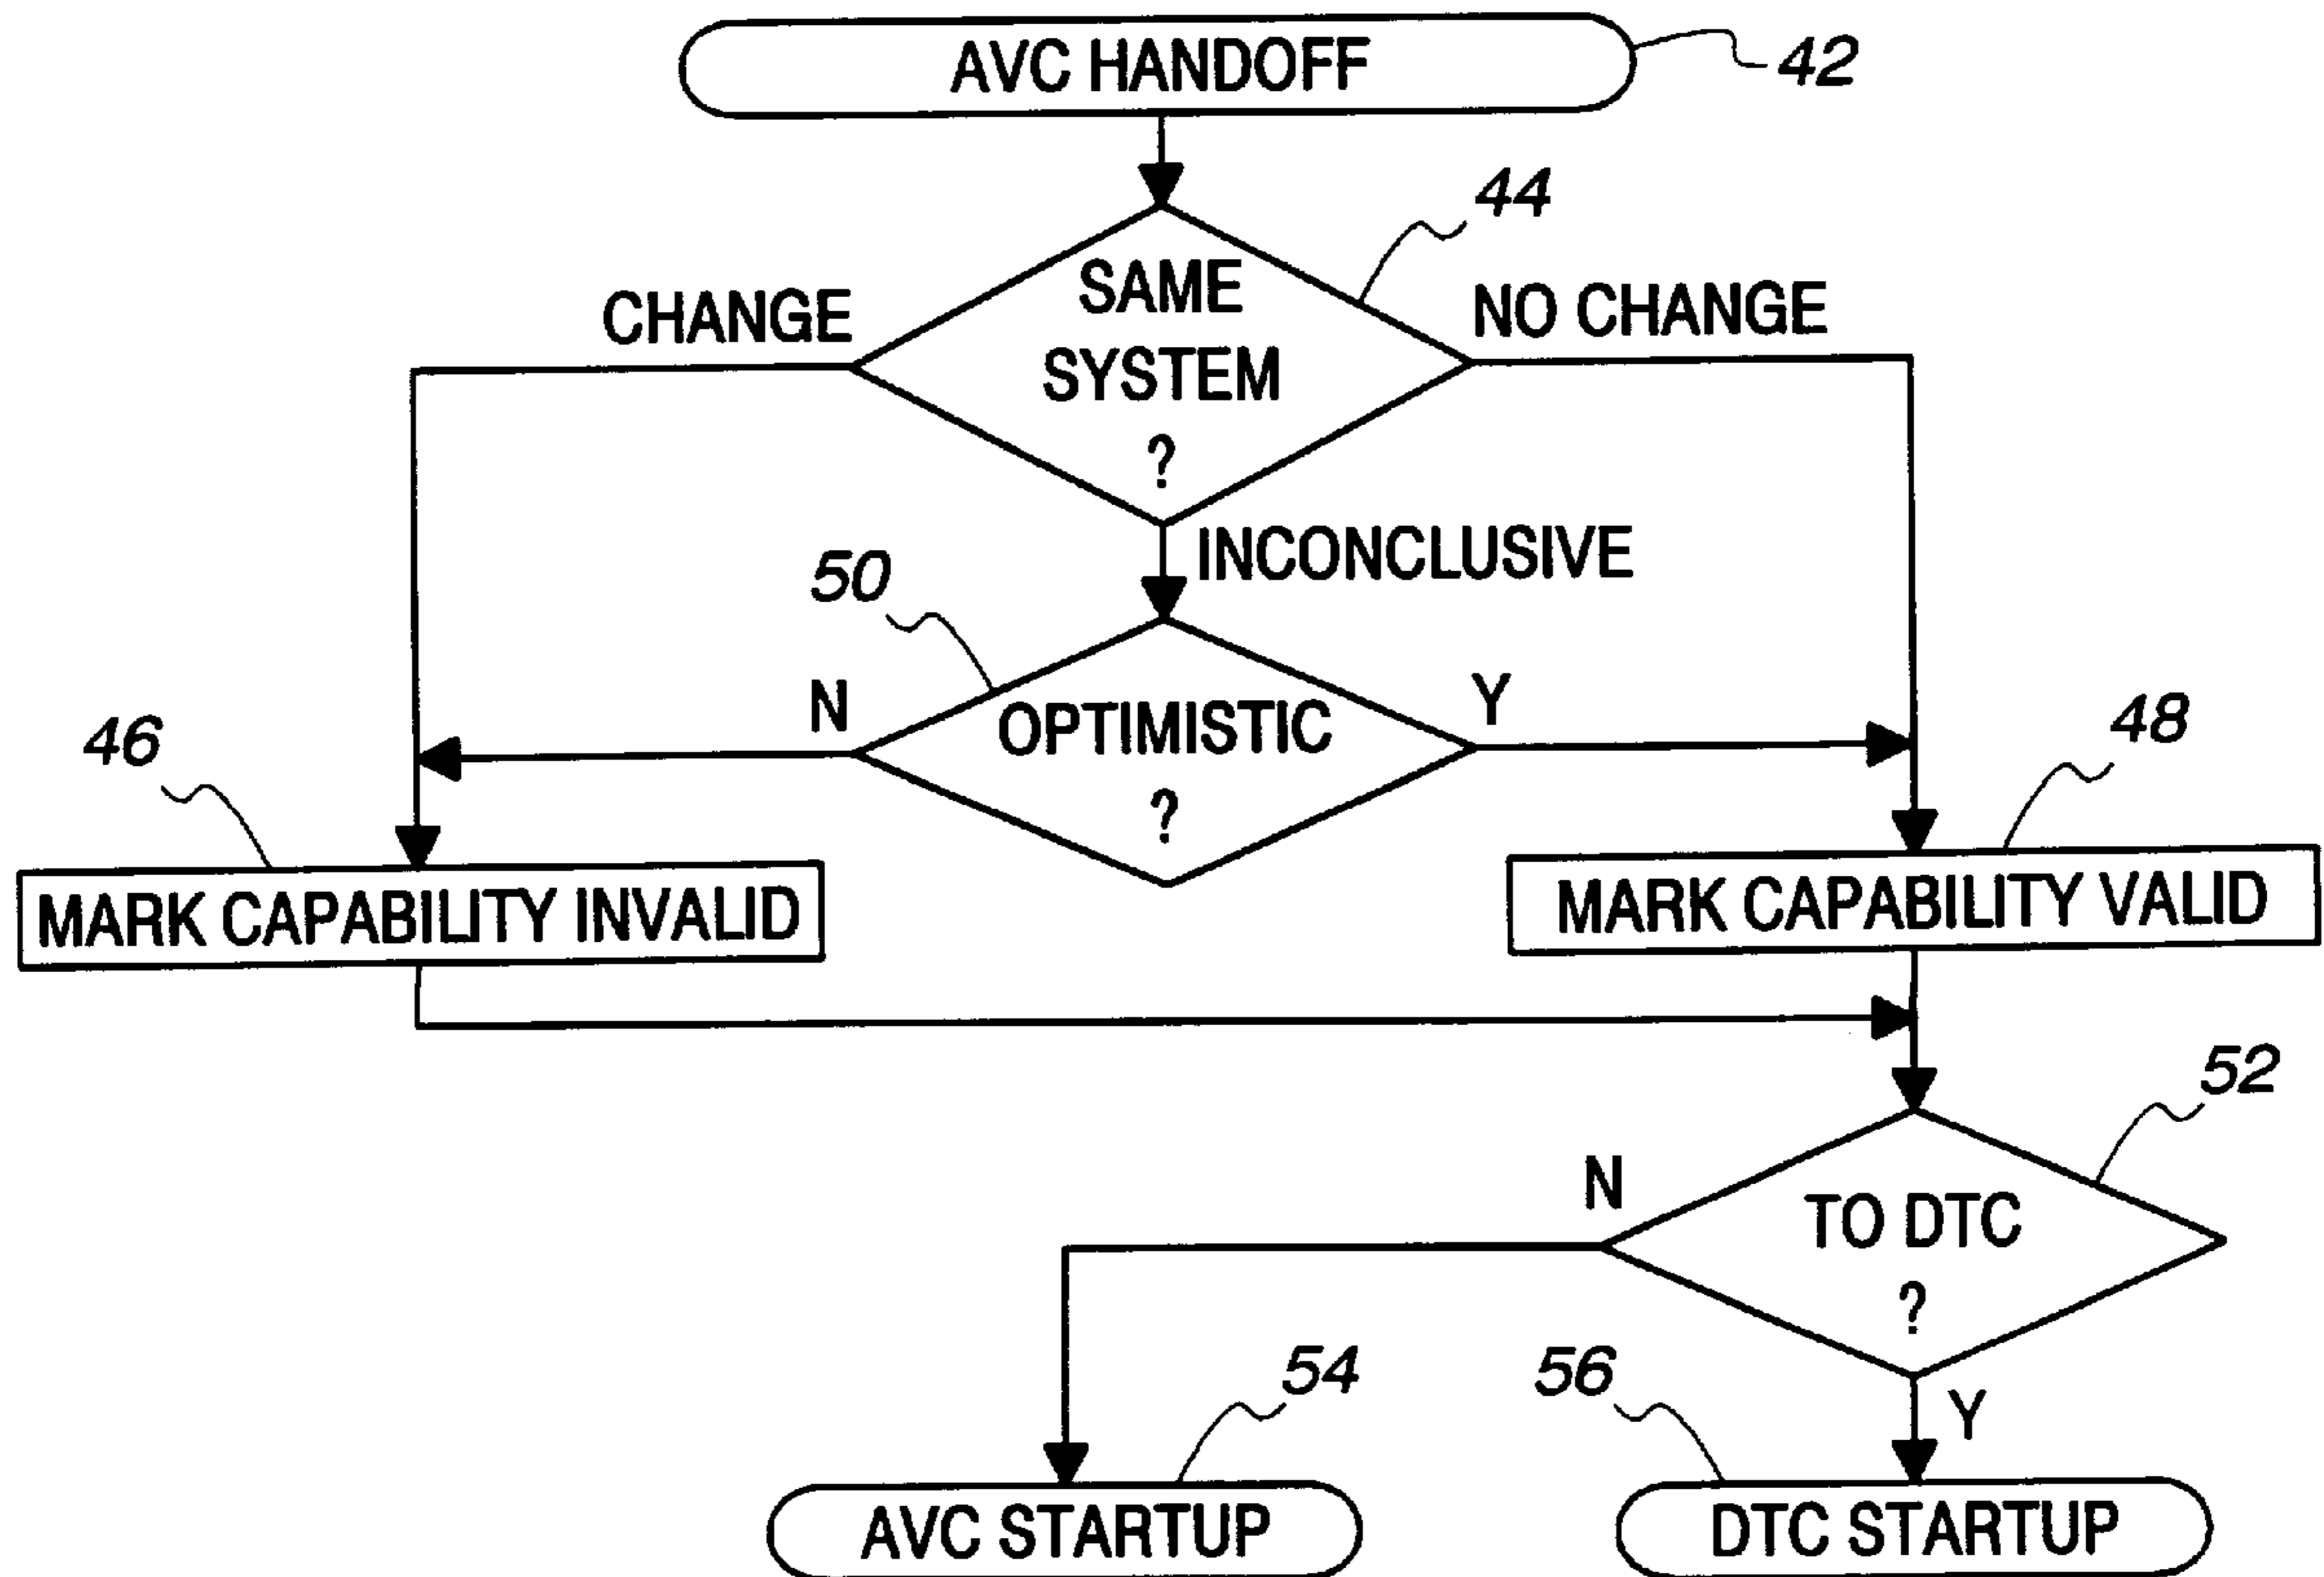 AVC HANDOFF
42
44
SAME
SYSTEM
?
CHANGE
NO CHANGE
INCONCLUSIVE
50
N
OPTIMISTIC
?
Y
46
48
MARK CAPABILITY INVALID
MARK CAPABILITY VALID
52
N
TO DTC
?
Y
54
56
AVC STARTUP
DTC STARTUP